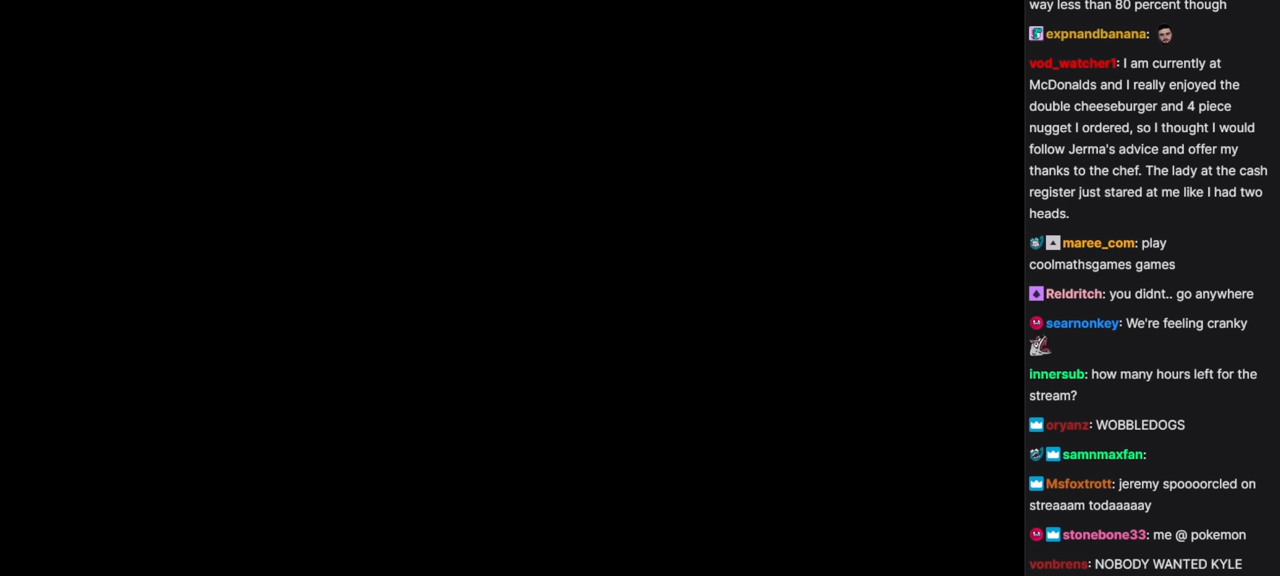 way less than 80 percent though
expnandbanana:
vod_watcher1: I am currently at
McDonalds and I really enjoyed the
double cheeseburger and 4 piece
nugget I ordered, so I thought I would
follow Jerma's advice and offer my
thanks to the chef. The lady at the cash
register just stared at me like I had two
heads.
maree_com: play
coolmathsgames games
Reldritch: you didnt.. go anywhere
searnonkey: We're feeling cranky
innersub: how many hours left for the
stream?
oryanz: WOBBLEDOGS
samnmaxfan:
Msfoxtrott: jeremy spoooorcled on
streaaam todaaaaay
stonebone33: me @ pokemon
vonbrens: NOBODY WANTED KYLE